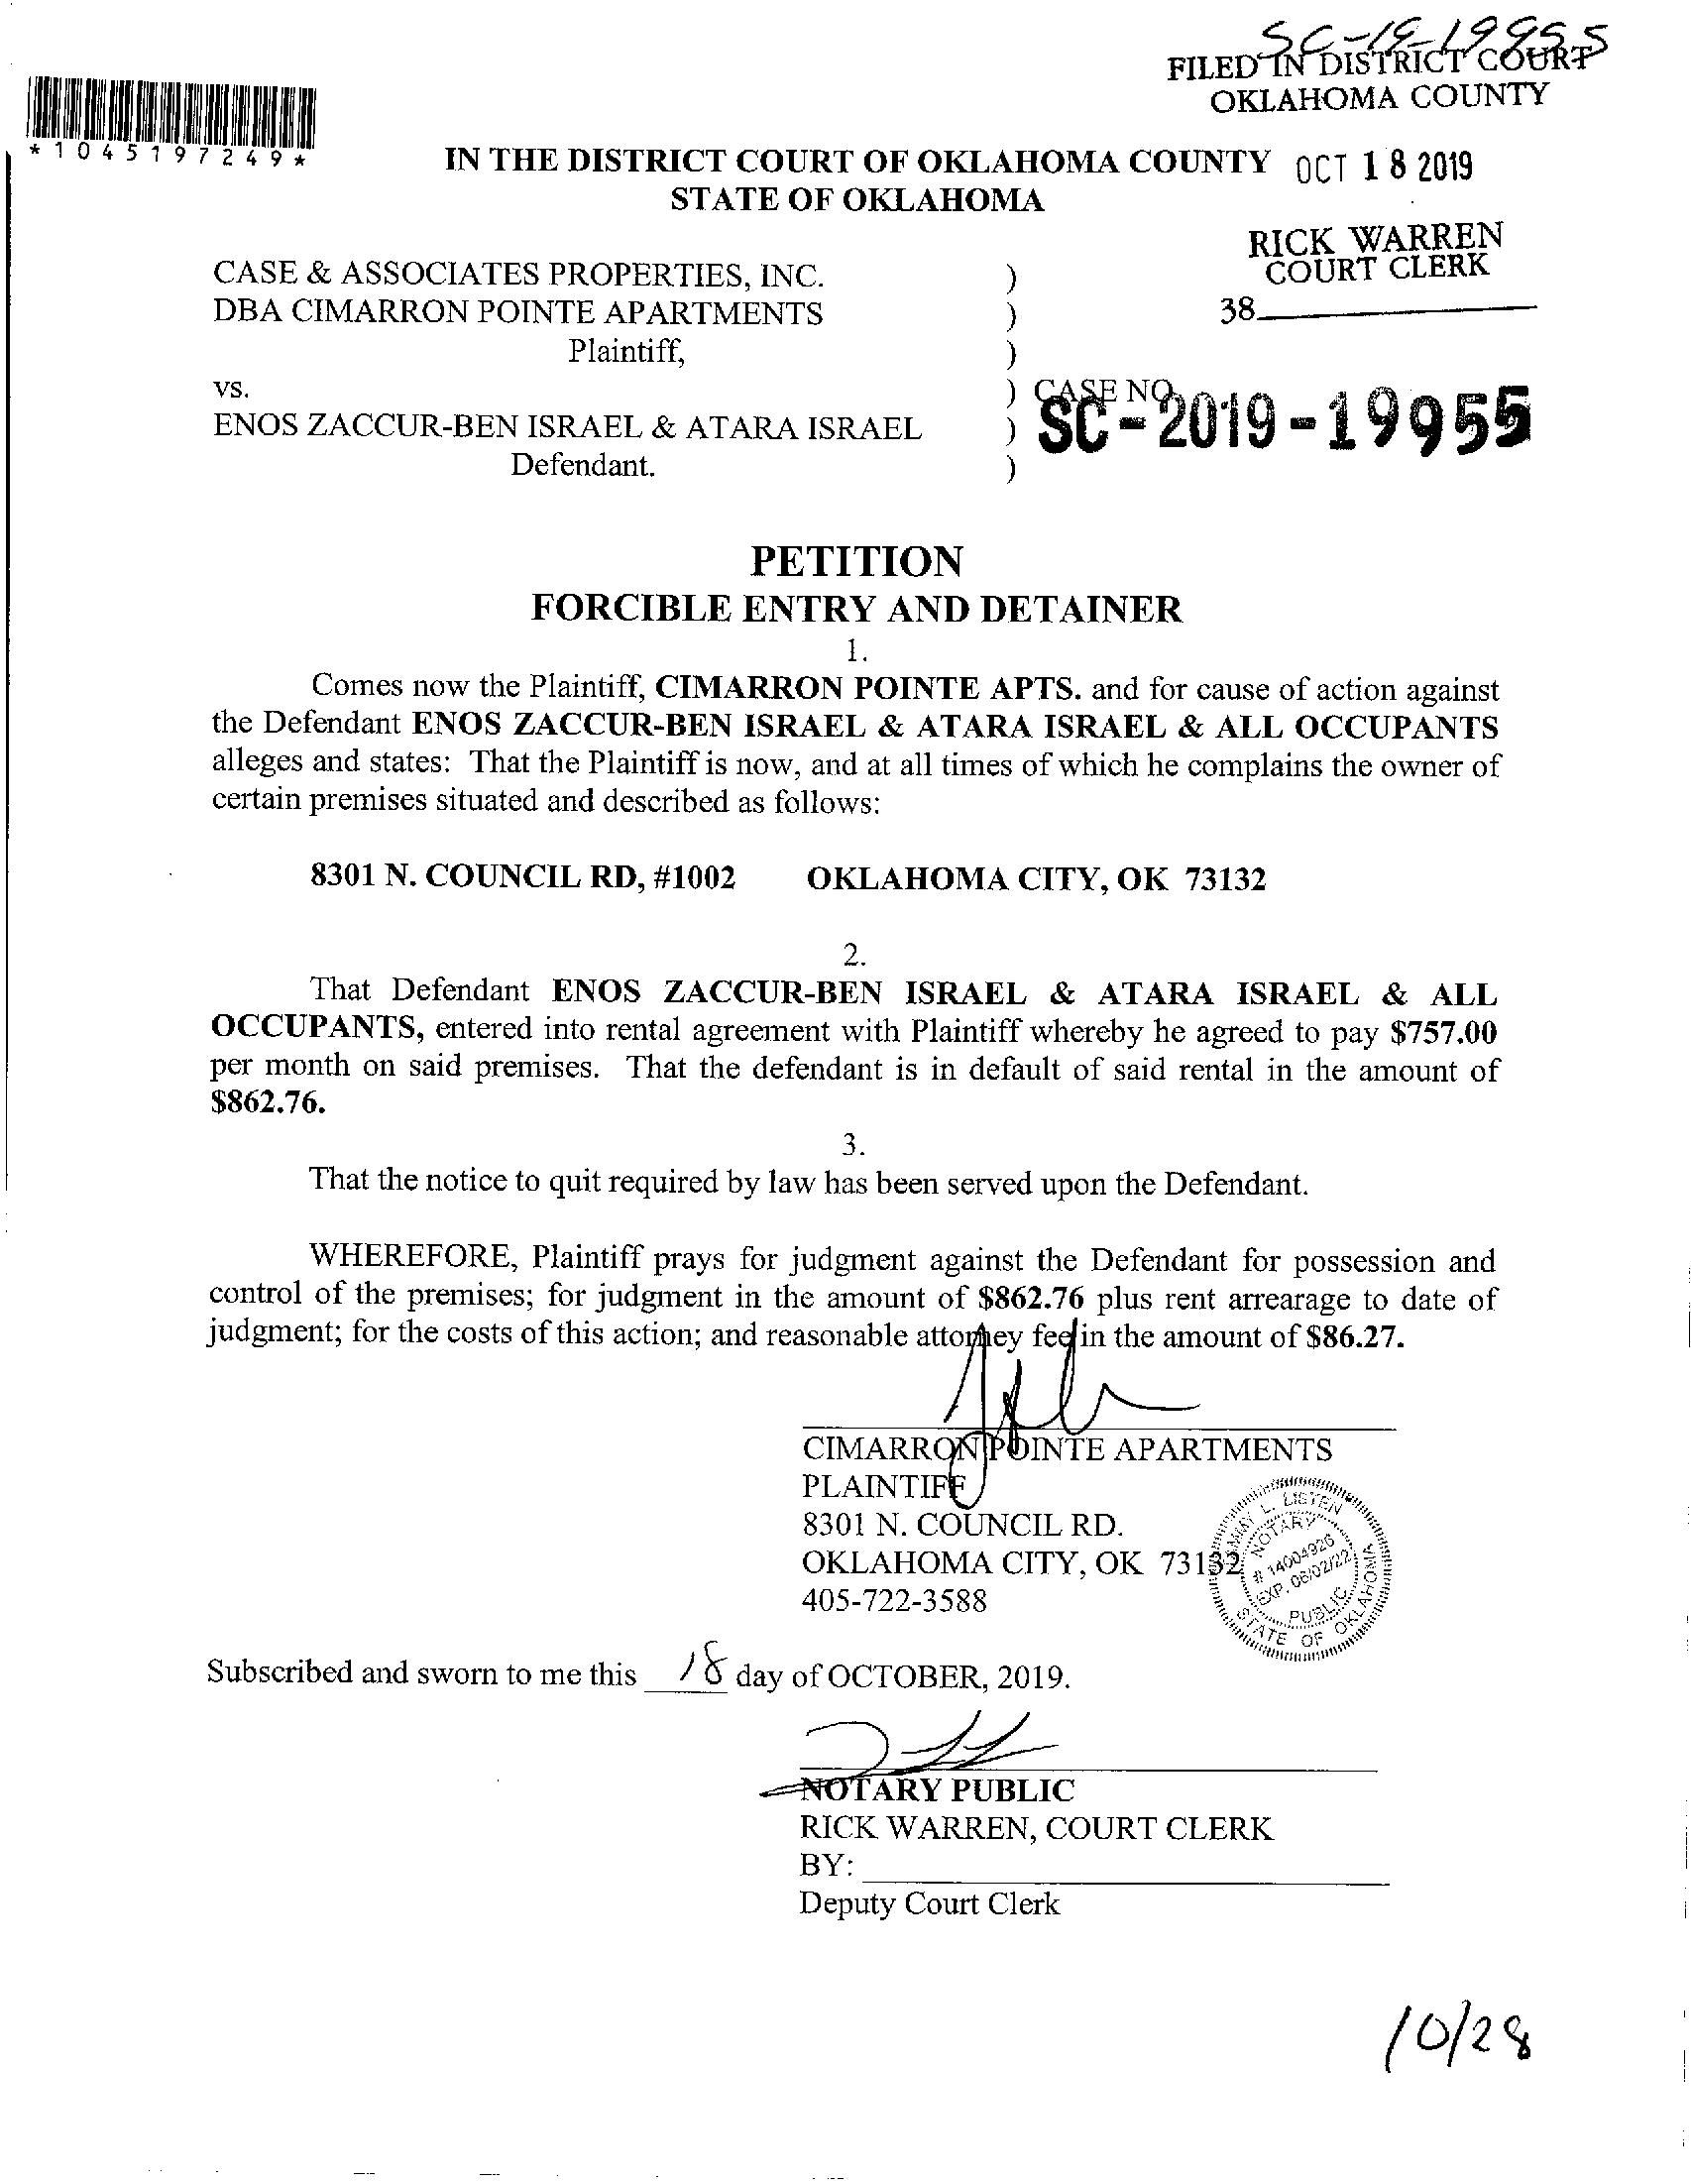 SC-19-19955
FILED IN DISTRICT COURT
OKLAHOMA COUNTY
*1045197249*
IN THE DISTRICT COURT OF OKLAHOMA COUNTY OCT 18 2019
STATE OF OKLAHOMA
RICK WARREN
COURT CLERK
38
CASE & ASSOCIATES PROPERTIES, INC. )
DBA CIMARRON POINTE APARTMENTS )
Plaintiff, )
vs. ) CASE NO.
SC-2019-19955
ENOS ZACCUR-BEN ISRAEL & ATARA ISRAEL )
Defendant. )
PETITION
FORCIBLE ENTRY AND DETAINER
1.
Comes now the Plaintiff, CIMARRON POINTE APTS. and for cause of action against
the Defendant ENOS ZACCUR-BEN ISRAEL & ATARA ISRAEL & ALL OCCUPANTS
alleges and states: That the Plaintiff is now, and at all times of which he complains the owner of
certain premises situated and described as follows:
8301 N. COUNCIL RD, #1002 OKLAHOMA CITY, OK 73132
2.
That Defendant ENOS ZACCUR-BEN ISRAEL & ATARA ISRAEL & ALL
OCCUPANTS, entered into rental agreement with Plaintiff whereby he agreed to pay $757.00
per month on said premises. That the defendant is in default of said rental in the amount of
$862.76.
3.
That the notice to quit required by law has been served upon the Defendant.
WHEREFORE, Plaintiff prays for judgment against the Defendant for possession and
control of the premises; for judgment in the amount of $862.76 plus rent arrearage to date of
judgment; for the costs of this action; and reasonable attorney fee in the amount of $86.27.
CIMARRON POINTE APARTMENTS
PLAINTIFF
8301 N. COUNCIL RD.
OKLAHOMA CITY, OK 73132
405-722-3588
L. LISTEN
NOTARY
# 14004926
EXP. 06/02/22
PUBLIC
STATE OF OKLAHOMA
Subscribed and sworn to me this 18 day of OCTOBER, 2019.
NOTARY PUBLIC
RICK WARREN, COURT CLERK
BY:
Deputy Court Clerk
10/28